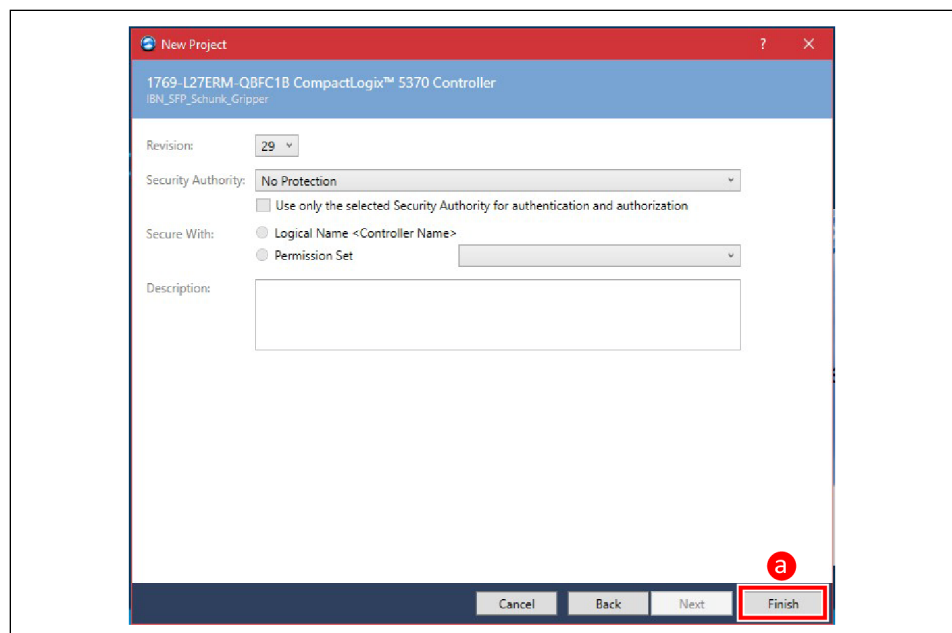 New Project
?
×
1769-L27ERM-QBFC1B CompactLogix™ 5370 Controller
IBN_SFP_Schunk_Gripper
Revision:
29
Security Authority:
No Protection
Use only the selected Security Authority for authentication and authorization
Secure With:
Logical Name <Controller Name>
Permission Set
Description:
a
Cancel
Back
Next
Finish